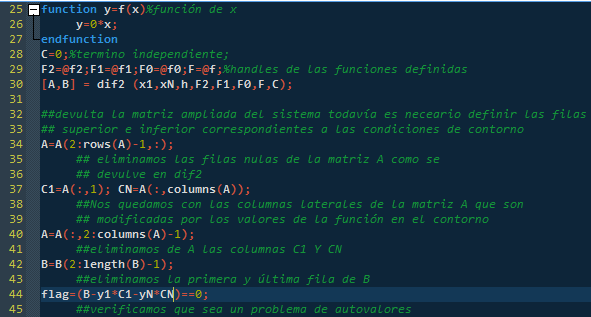 25 function y=f(x)%función de x
26 y=0*x;
27 endfunction
28 C=0;%termino independiente;
29 F2=@f2;F1=@f1;F0=@f0;F=@f;%handles de las funciones definidas
30 [A,B] = dif2 (x1,xN,h,F2,F1,F0,F,C);
31
32 ##devulta la matriz ampliada del sistema todavía es neceario definir las filas
33 ## superior e inferior correspondientes a las condiciones de contorno
34 A=A(2:rows(A)-1,:);
35 ## eliminamos las filas nulas de la matriz A como se
36 ## devulve en dif2
37 C1=A(:,1); CN=A(:,columns(A));
38 ##Nos quedamos con las columnas laterales de la matriz A que son
39 ## modificadas por los valores de la función en el contorno
40 A=A(:,2:columns(A)-1);
41 ##eliminamos de A las columnas C1 Y CN
42 B=B(2:length(B)-1);
43 ##eliminamos la primera y última fila de B
44 flag=(B-y1*C1-yN*CN)==0;
45 ##verificamos que sea un problema de autovalores